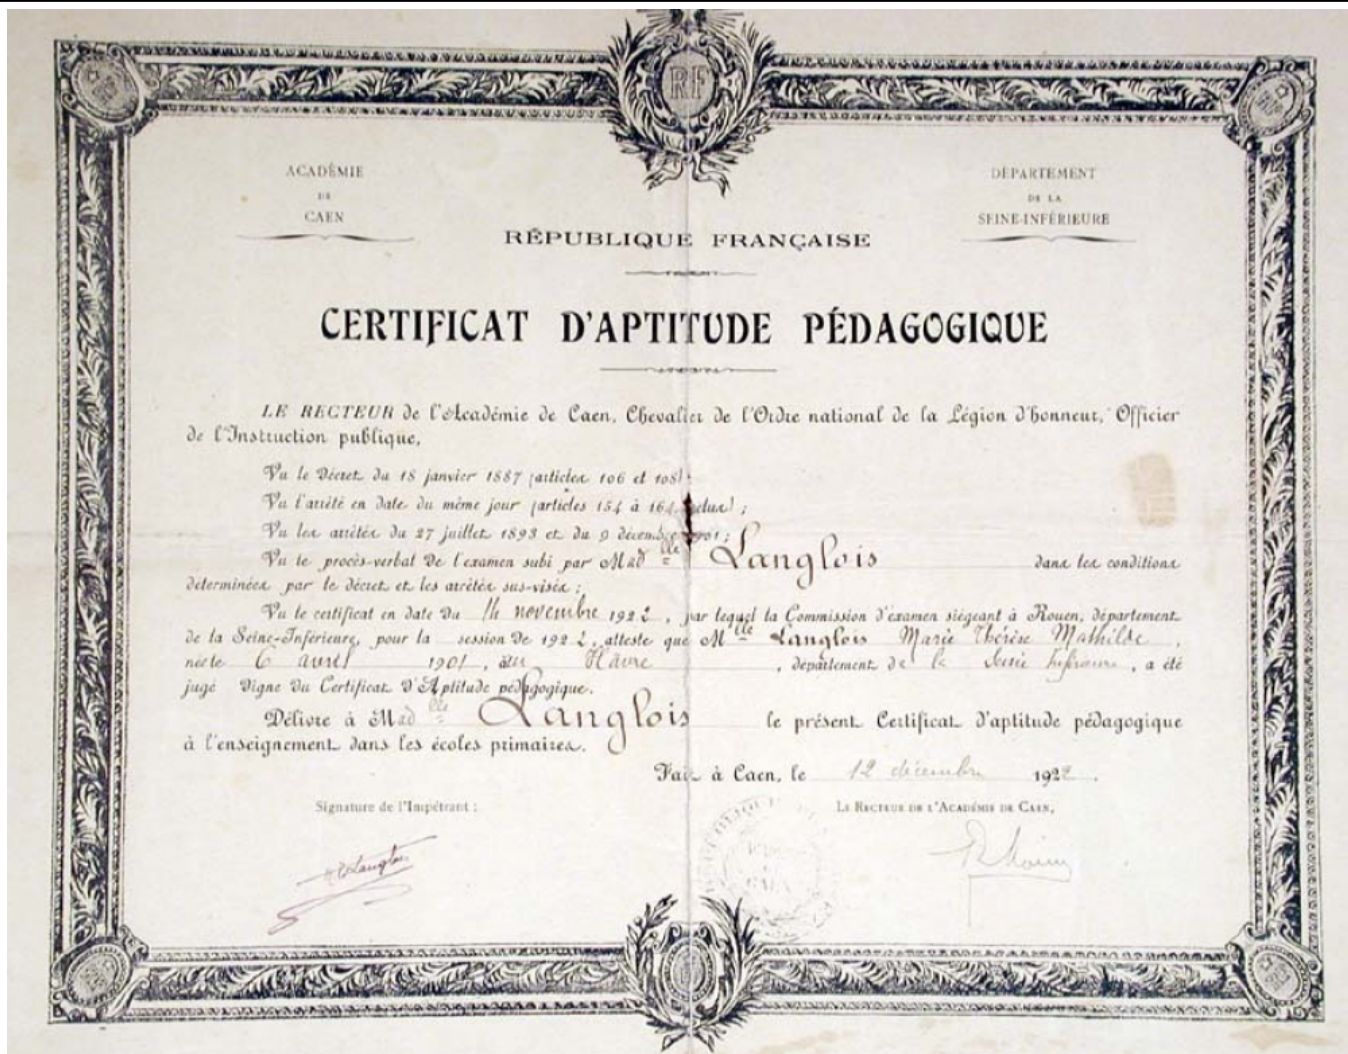 RF
ACADÉMIE
DE
CAEN
DÉPARTEMENT
DE LA
SEINE-INFÉRIEURE
RÉPUBLIQUE FRANÇAISE
CERTIFICAT D'APTITUDE PÉDAGOGIQUE
LE RECTEUR de l'Académie de Caen, Chevalier de l'Ordre national de la Légion d'honneur, Officier
de l'Instruction publique,
Vu le Décret du 18 janvier 1887 (articles 106 et 108);
Vu l'arrêté en date du même jour (articles 154 à 16
Vu les arrêtés du 27 juillet 1893 et du 9 décembre 1901;
Vu le procès-verbal de l'examen subi par Mad lle Langlois dans les conditions
déterminées par le décret et les arrêtés sus-visés;
Vu le certificat en date du 14 novembre 1922, par lequel la Commission d'examen siégeant à Rouen, département
de la Seine-Inférieure, pour la session de 1922, atteste que M lle Langlois Marie Thérèse Mathilde,
née le 6 avril 1901, au Hâvre, département de la Seine Inférieure, a été
jugé digne du Certificat d'Aptitude pédagogique.
Délivre à Mad lle Langlois le présent Certificat d'aptitude pédagogique
à l'enseignement dans les écoles primaires.
Fait à Caen, le 12 décembre 1922.
Signature de l'Impétrant:
LE RECTEUR DE L'ACADÉMIE DE CAEN,
Langlois
CAEN